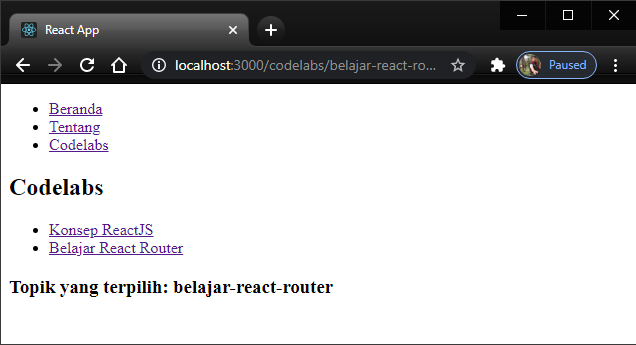 React App
localhost:3000/codelabs/belajar-react-ro...
Paused
Beranda
Tentang
Codelabs
Codelabs
Konsep ReactJS
Belajar React Router
Topik yang terpilih: belajar-react-router